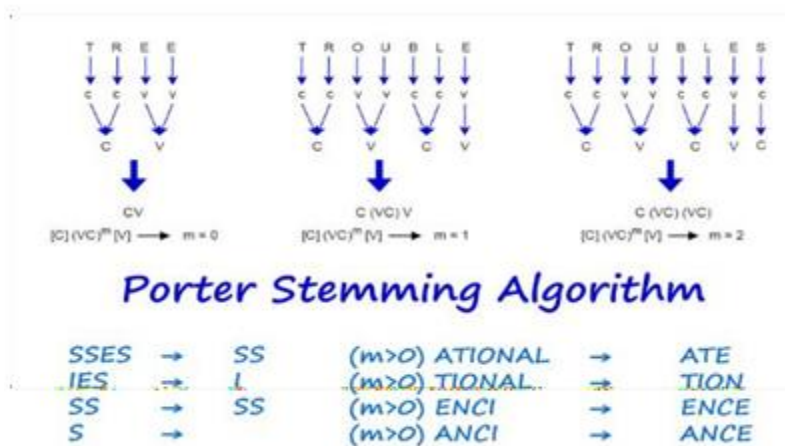 T R E E T R O U B L E T R O U B L E S
c c v v c c v v c c v c c v v c c v c
C V C V C V C V C V C
CV C (VC) V C (VC) (VC)
[C] (VC)^m [V] → m = 0 [C] (VC)^m [V] → m = 1 [C] (VC)^m [V] → m = 2
Porter Stemming Algorithm
SSES → SS (m>0) ATIONAL → ATE
IES → I (m>0) TIONAL → TION
SS → SS (m>0) ENCI → ENCE
S → (m>0) ANCI → ANCE